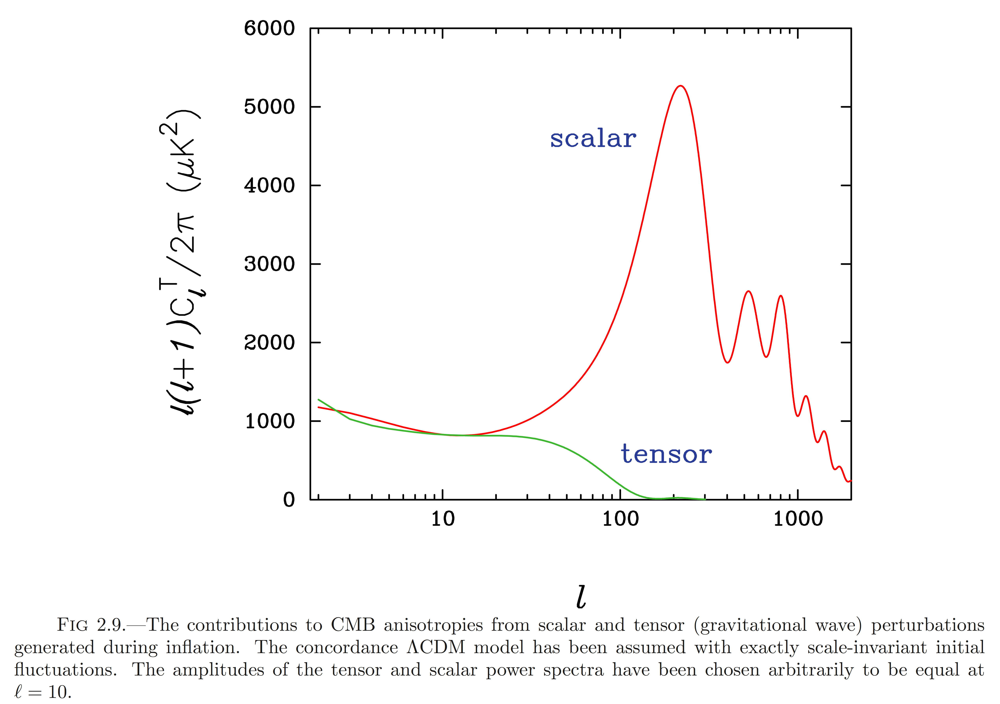 6000
5000
4000
3000
2000
1000
0
l(l+1)C_l^T/2π (μK²)
scalar
tensor
10 100 1000
l
Fig 2.9.—The contributions to CMB anisotropies from scalar and tensor (gravitational wave) perturbations
generated during inflation. The concordance ΛCDM model has been assumed with exactly scale-invariant initial
fluctuations. The amplitudes of the tensor and scalar power spectra have been chosen arbitrarily to be equal at
ℓ = 10.